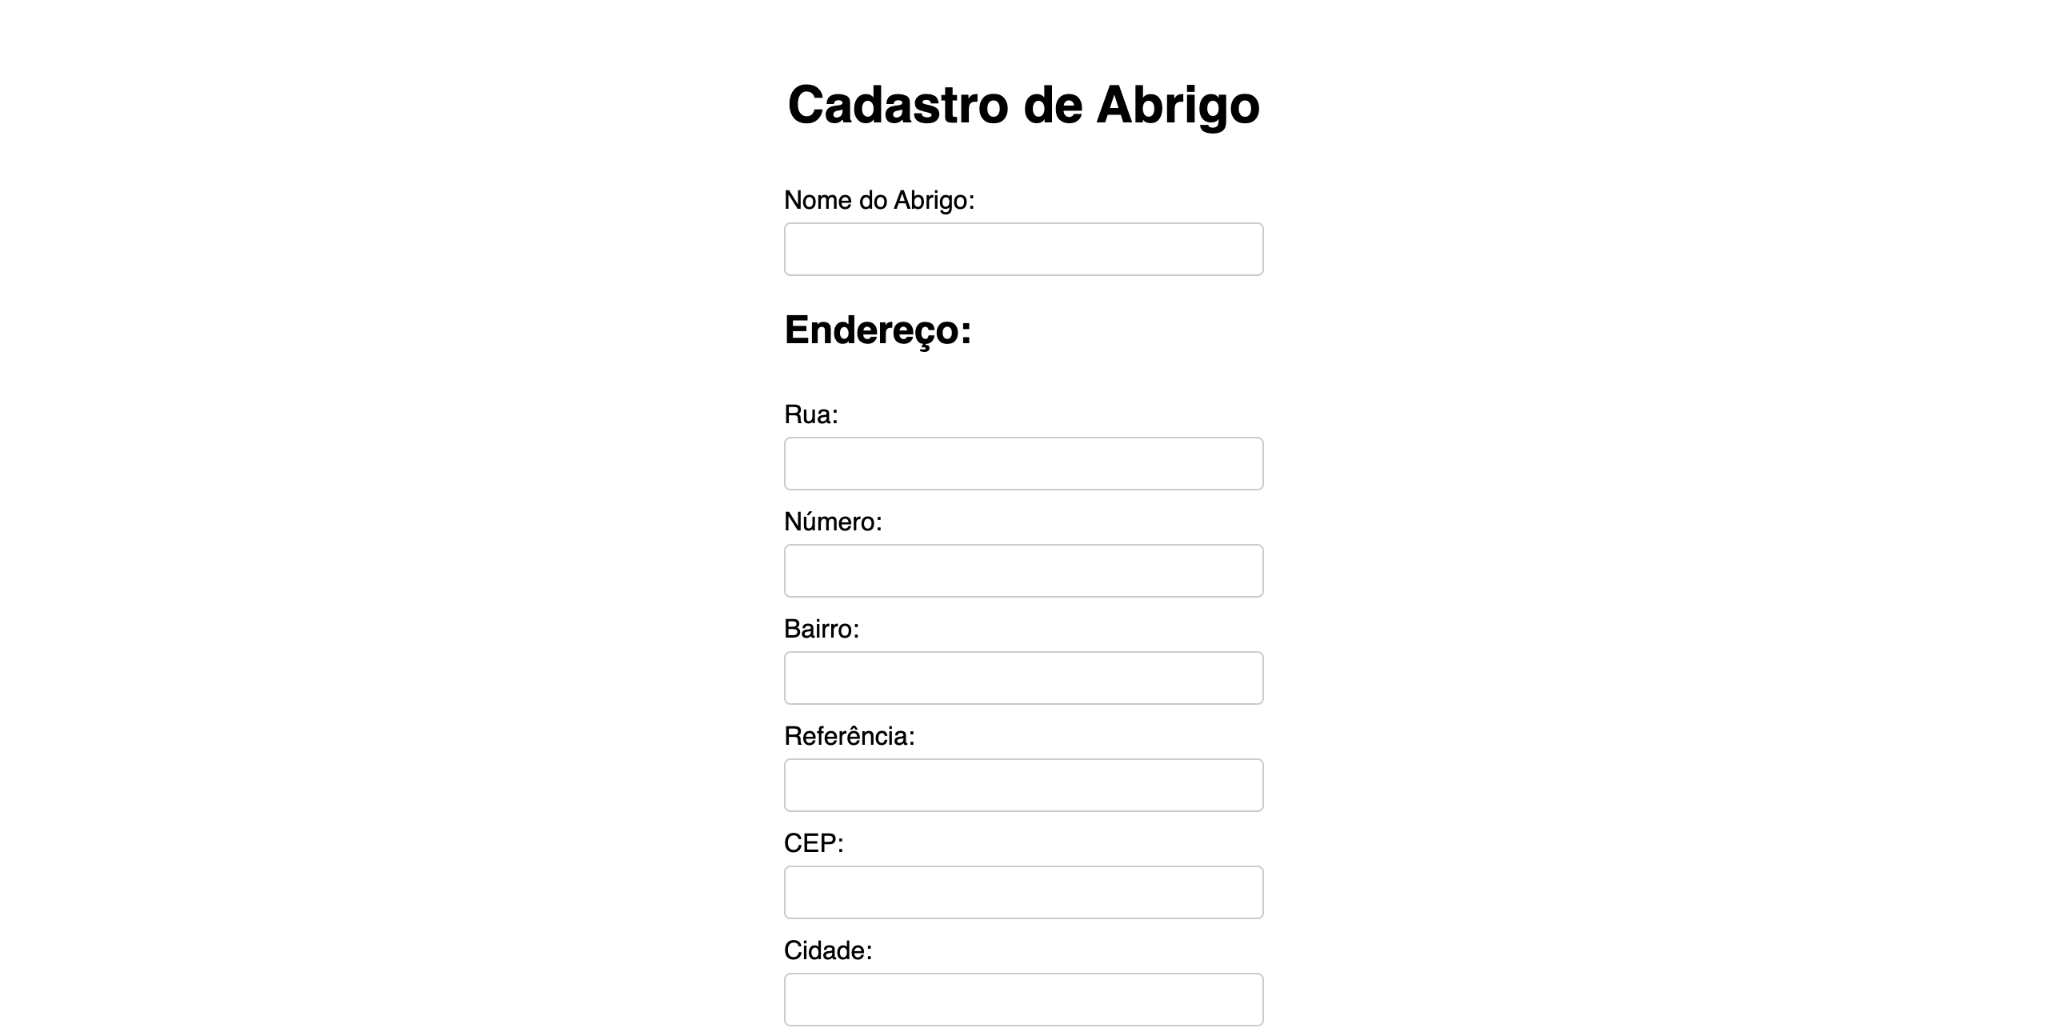 Cadastro de Abrigo
Nome do Abrigo:
Endereço:
Rua:
Número:
Bairro:
Referência:
CEP:
Cidade: